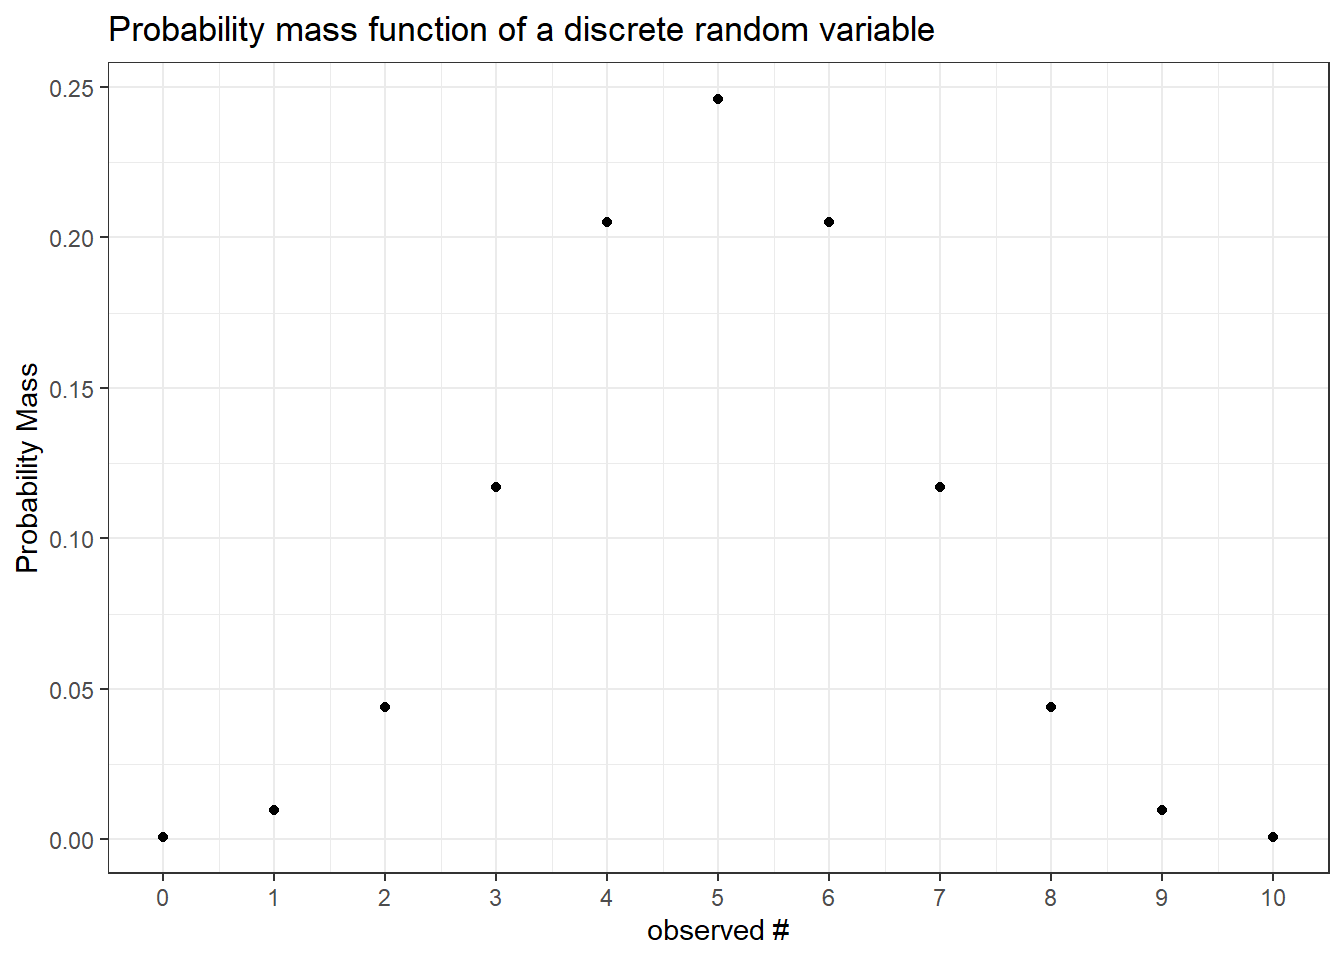 Probability mass function of a discrete random variable
Probability Mass
0.25
0.20
0.15
0.10
0.05
0.00
0 1 2 3 4 5 6 7 8 9 10
observed #